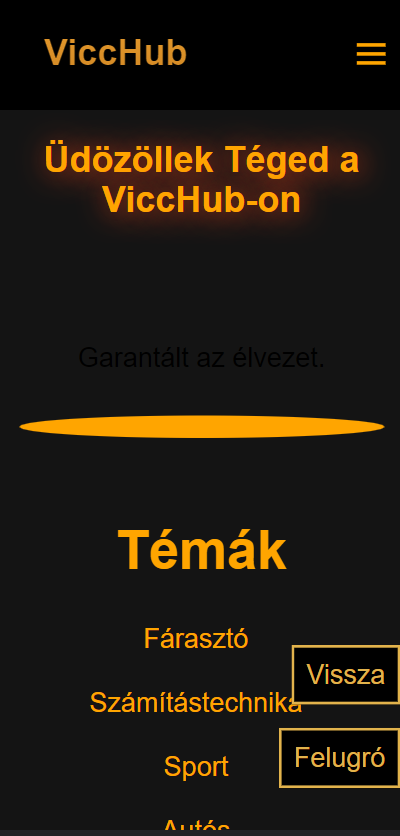 ViccHub
Üdözöllek Téged a
ViccHub-on
Garantált az élvezet.
Témák
Fárasztó
Vissza
Számítástechnika
Sport
Felugró
Autós